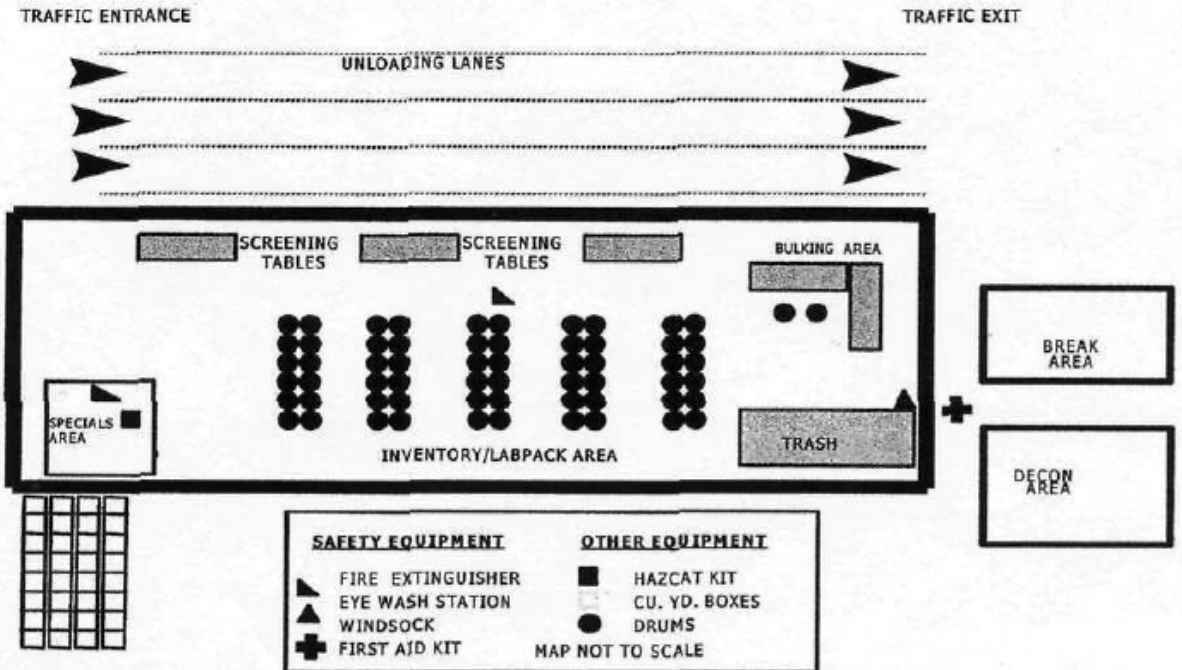 TRAFFIC ENTRANCE
TRAFFIC EXIT
UNLOADING LANES
SCREENING
TABLES
SCREENING
TABLES
BULKING AREA
BREAK
AREA
SPECIALS
AREA
TRASH
INVENTORY/LABPACK AREA
DECON
AREA
SAFETY EQUIPMENT
FIRE EXTINGUISHER
EYE WASH STATION
WINDSOCK
FIRST AID KIT
OTHER EQUIPMENT
HAZCAT KIT
CU. YD. BOXES
DRUMS
MAP NOT TO SCALE